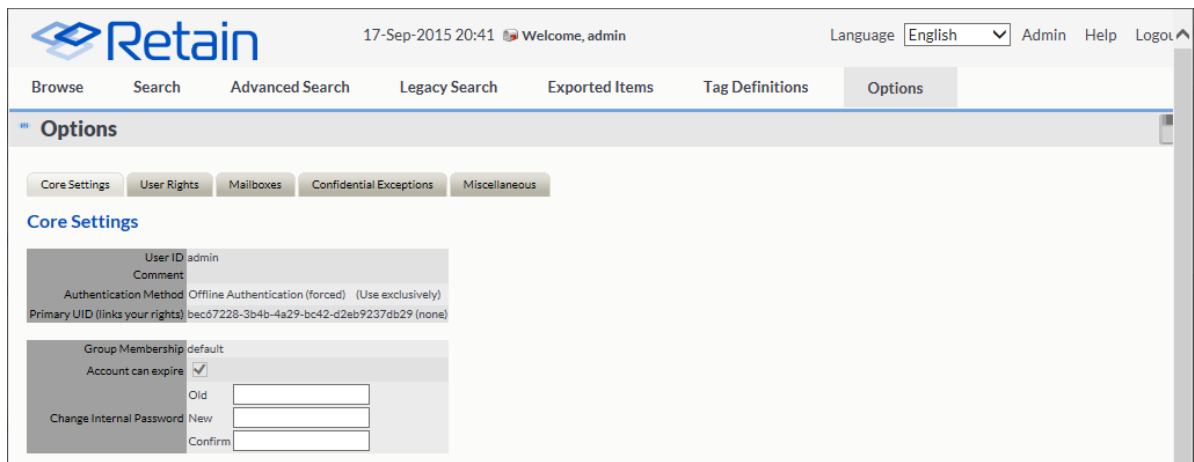 Retain 17-Sep-2015 20:41 Welcome, admin Language English Admin Help
Browse Search Advanced Search Legacy Search Exported Items Tag Definitions Options
Options
Core Settings User Rights Mailboxes Confidential Exceptions Miscellaneous
Core Settings
User ID admin
Comment
Authentication Method Offline Authentication (forced) (Use exclusively)
Primary UID (links your rights) bec67228-3b4b-4a29-bc42-d2eb9237db29 (none)
Group Membership default
Account can expire
Old
Change Internal Password New
Confirm